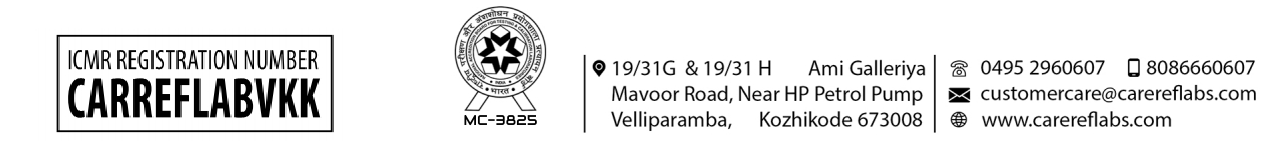 ICMR REGISTRATION NUMBER
CARREFLABVKK
MC-3825
19/31G & 19/31 H Ami Galleriya
Mavoor Road, Near HP Petrol Pump
Velliparamba, Kozhikode 673008
0495 2960607 8086660607
customercare@carereflabs.com
www.carereflabs.com